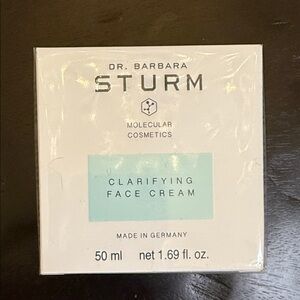 DR. BARBARA
STURM
MOLECULAR
COSMETICS
CLARIFYING
FACE CREAM
MADE IN GERMANY
50 ml net 1.69 fl. oz.